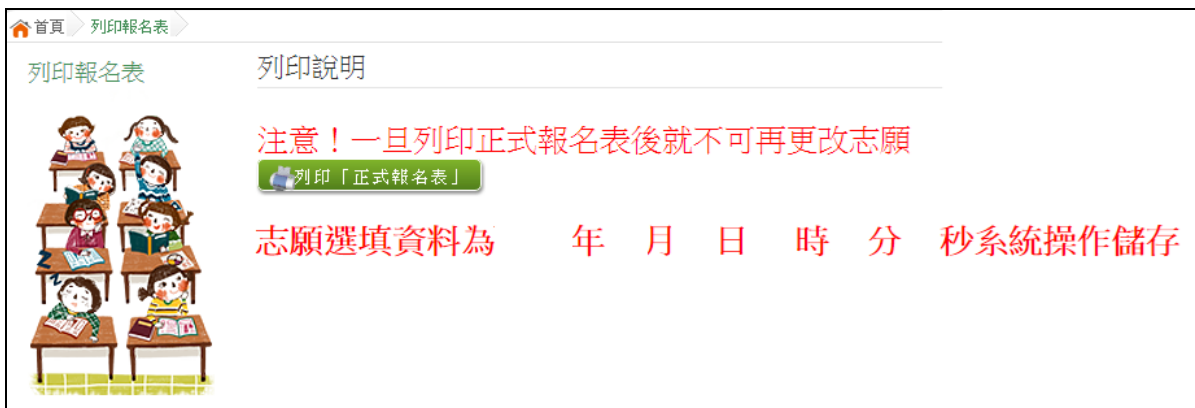 首頁 列印報名表
列印報名表
列印說明
注意！一旦列印正式報名表後就不可再更改志願
列印「正式報名表」
志願選填資料為 年 月 日 時 分 秒系統操作儲存